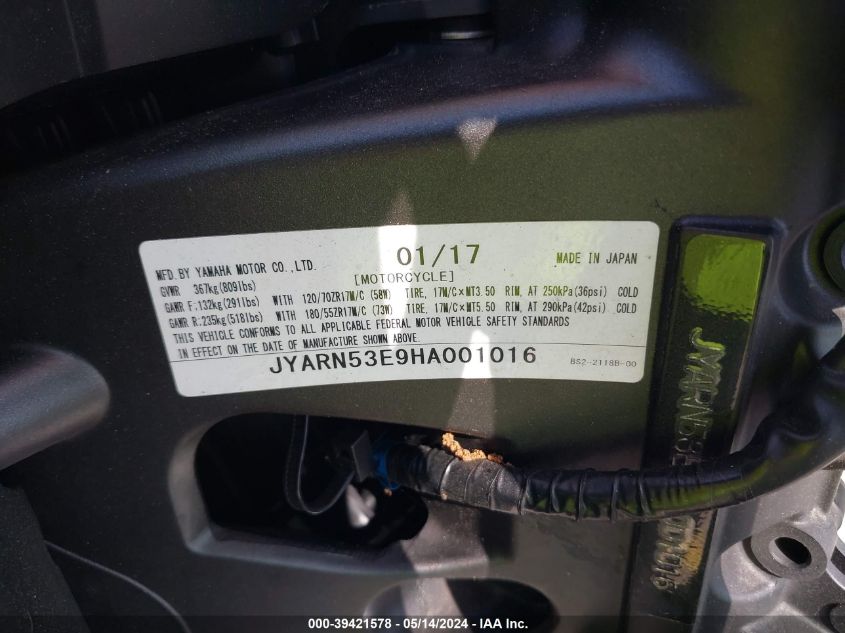 01/17
MFD.BY YAMAHA MOTOR CO.,LTD. MADE IN JAPAN
[MOTORCYCLE]
GVWR 367kg(809lbs)
GAWR F:132kg(291lbs) WITH 120/70ZR17M/C (58W) TIRE, 17M/C×MT3.50 RIM, AT 250kPa(36psi) COLD
GAWR R:235kg(518lbs) WITH 180/55ZR17M/C (73W) TIRE, 17M/C×MT5.50 RIM, AT 290kPa(42psi) COLD
THIS VEHICLE CONFORMS TO ALL APPLICABLE FEDERAL MOTOR VEHICLE SAFETY STANDARDS
IN EFFECT ON THE DATE OF MANUFACTURE SHOWN ABOVE.
JYARN53E9HA001016 BS2-2118B-00
000-39421578 - 05/14/2024 - IAA Inc.